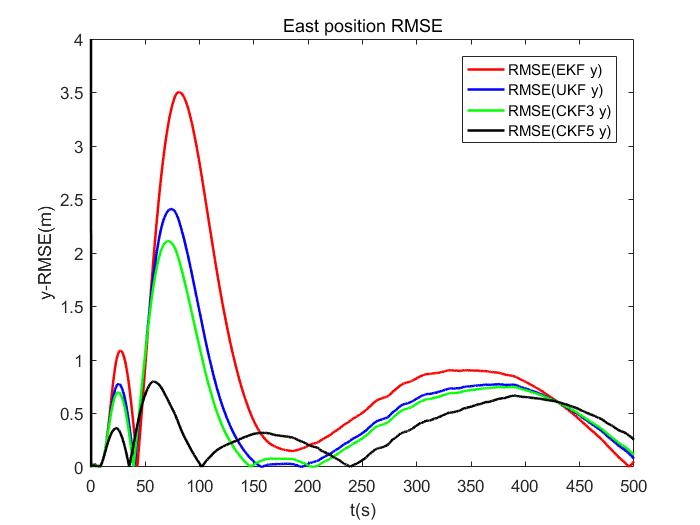 East position RMSE
4
3.5
3
2.5
2
1.5
1
0.5
0
y-RMSE(m)
RMSE(EKF y)
RMSE(UKF y)
RMSE(CKF3 y)
RMSE(CKF5 y)
0 50 100 150 200 250 300 350 400 450 500
t(s)